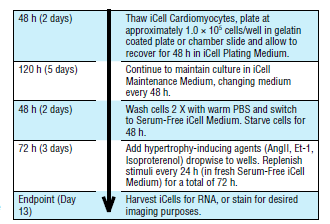 48 h (2 days)
Thaw iCell Cardiomyocytes, plate at
approximately 1.0 × 10⁵ cells/well in gelatin
coated plate or chamber slide and allow to
recover for 48 h in iCell Plating Medium.
120 h (5 days)
Continue to maintain culture in iCell
Maintenance Medium, changing medium
every 48 h.
48 h (2 days)
Wash cells 2 X with warm PBS and switch
to Serum-Free iCell Medium. Starve cells for
48 h.
72 h (3 days)
Add hypertrophy-inducing agents (AngII, Et-1,
Isoproterenol) dropwise to wells. Replenish
stimuli every 24 h (in fresh Serum-Free iCell
Medium) for a total of 72 h.
Endpoint (Day
13)
Harvest iCells for RNA, or stain for desired
imaging purposes.